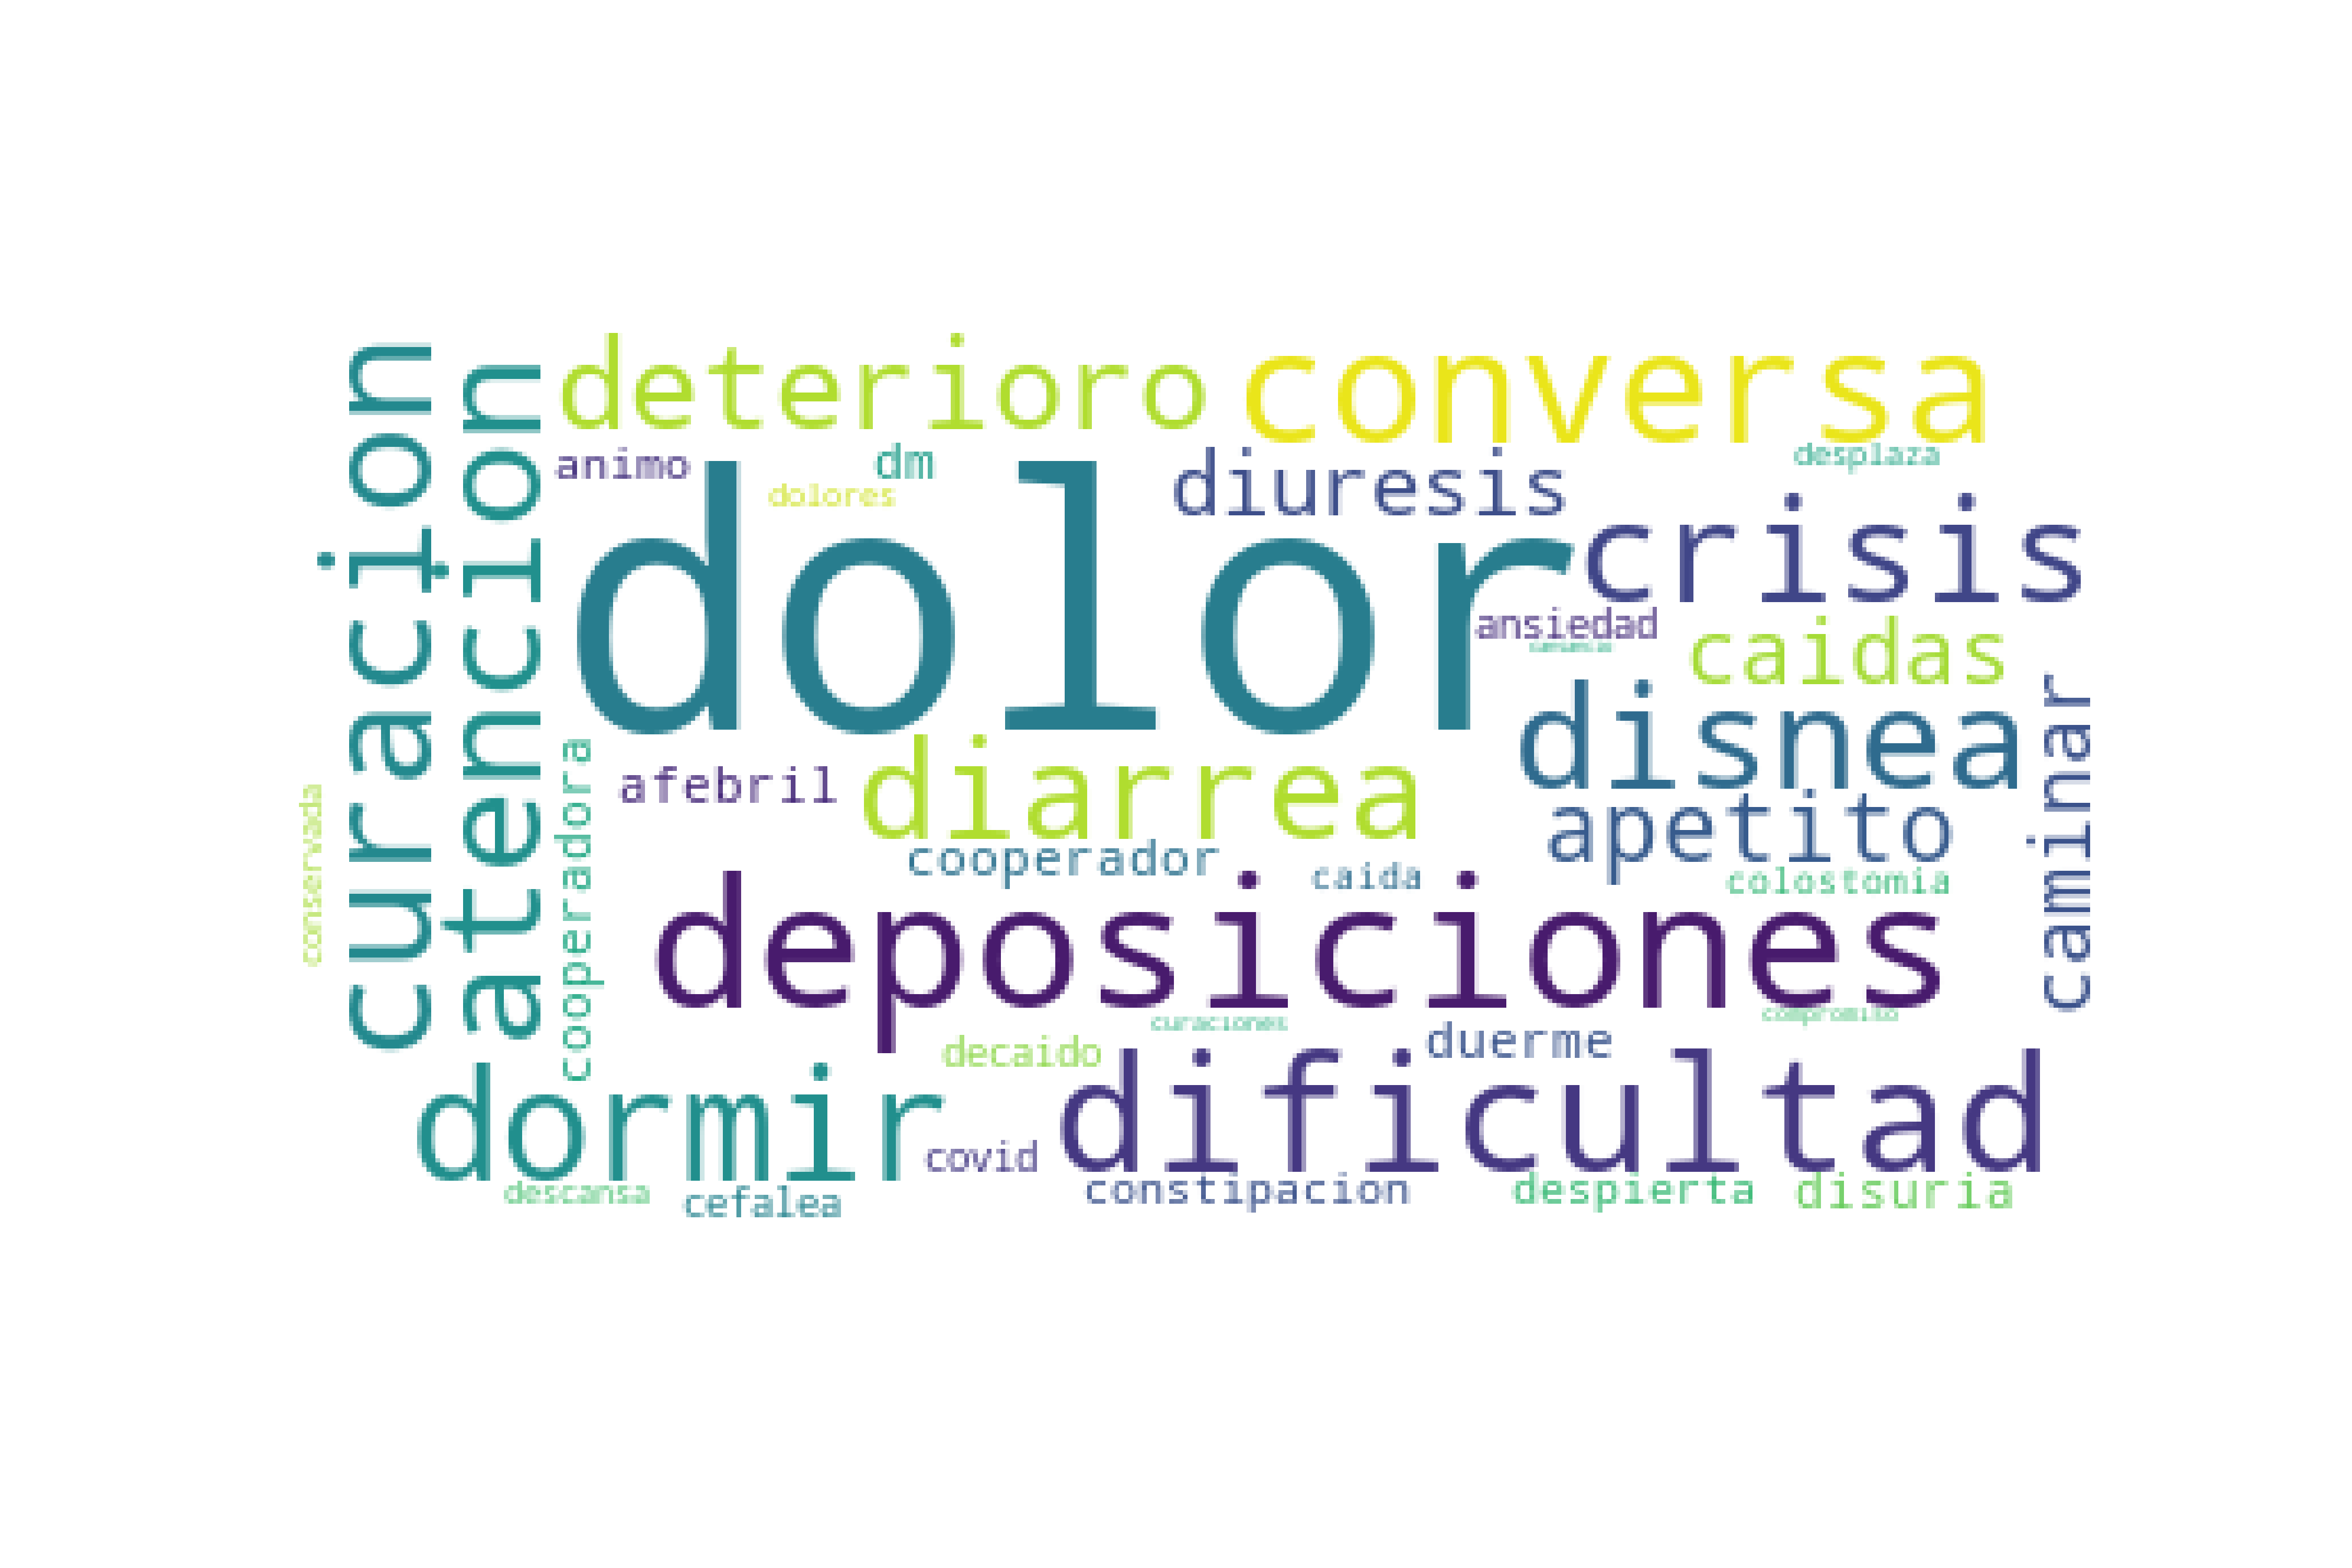 deterioro
conversa
curacion
atencion
animo
dm
desplaza
diuresis
dolores
dolor
crisis
ansiedad
caidas
disnea
caminar
afebril
diarrea
cooperadora
conservada
apetito
cooperador
caida
colostomia
deposiciones
curaciones
compromiso
decaido
duerme
dormir
dificultad
covid
descansa
cefalea
constipacion
despierta
disuria